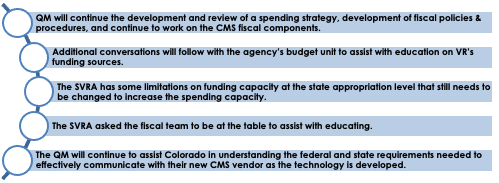 QM will continue the development and review of a spending strategy, development of fiscal policies &
procedures, and continue to work on the CMS fiscal components.
Additional conversations will follow with the agency's budget unit to assist with education on VR's
funding sources.
The SVRA has some limitations on funding capacity at the state appropriation level that still needs to
be changed to increase the spending capacity.
The SVRA asked the fiscal team to be at the table to assist with educating.
The QM will continue to assist Colorado in understanding the federal and state requirements needed to
effectively communicate with their new CMS vendor as the technology is developed.